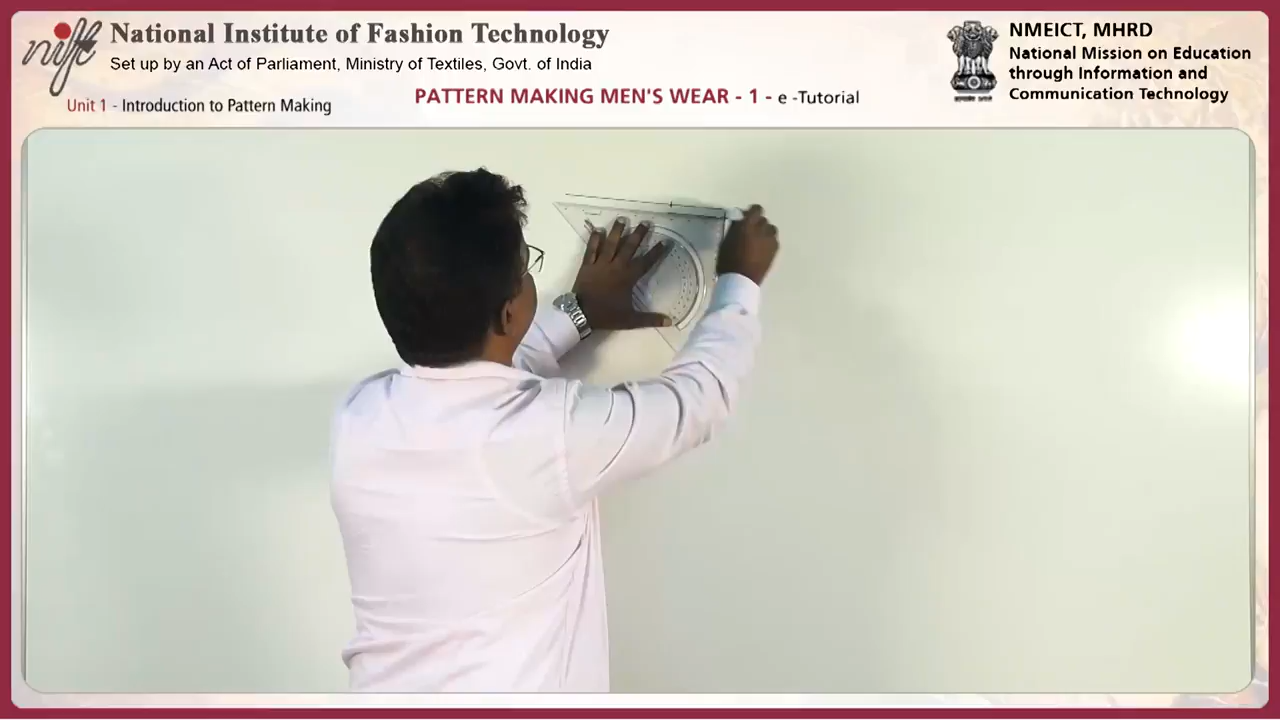 nift
National Institute of Fashion Technology
Set up by an Act of Parliament, Ministry of Textiles, Govt. of India
Unit 1 - Introduction to Pattern Making
PATTERN MAKING MEN'S WEAR - 1 - e -Tutorial
NMEICT, MHRD
National Mission on Education
through Information and
Communication Technology